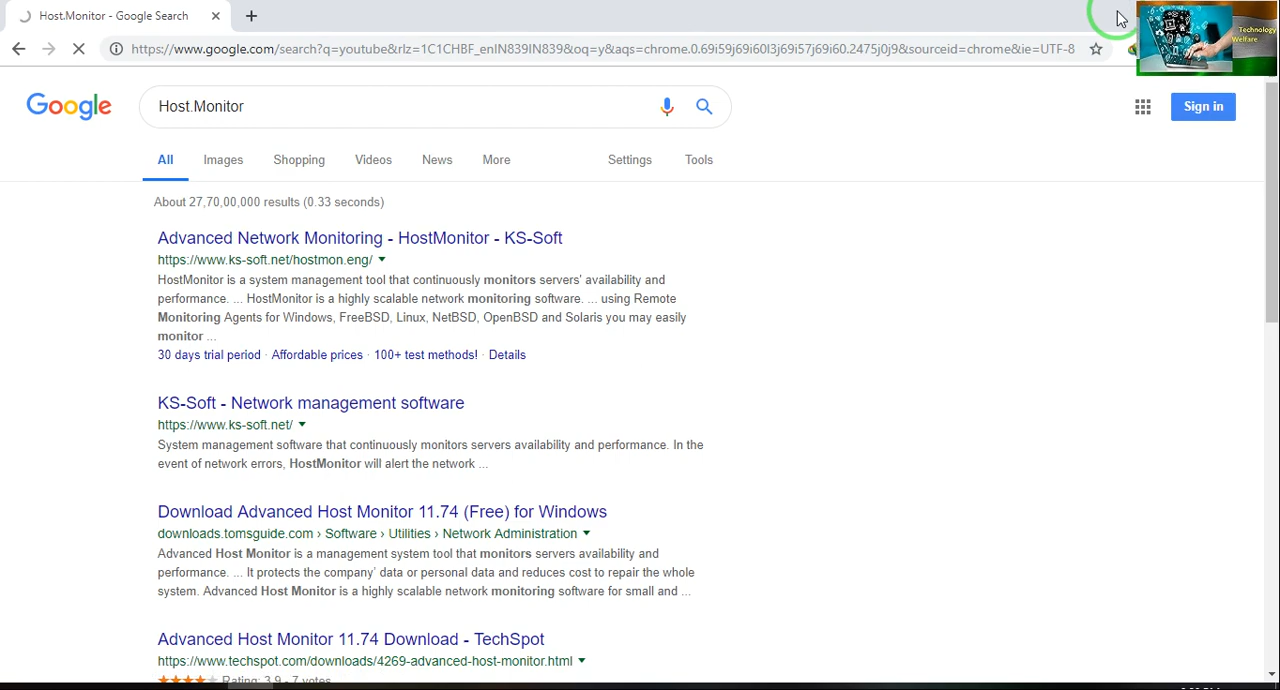 Host.Monitor - Google Search
https://www.google.com/search?q=youtube&rlz=1C1CHBF_enIN839IN839&oq=y&aqs=chrome.0.69i59j69i60l3j69i57j69i60.2475j0j9&sourceid=chrome&ie=UTF-8
Technology
Welfare
Google
Host.Monitor
Sign in
All Images Shopping Videos News More Settings Tools
About 27,70,00,000 results (0.33 seconds)
Advanced Network Monitoring - HostMonitor - KS-Soft
https://www.ks-soft.net/hostmon.eng/
HostMonitor is a system management tool that continuously monitors servers' availability and
performance. ... HostMonitor is a highly scalable network monitoring software. ... using Remote
Monitoring Agents for Windows, FreeBSD, Linux, NetBSD, OpenBSD and Solaris you may easily
monitor ...
30 days trial period · Affordable prices · 100+ test methods! · Details
KS-Soft - Network management software
https://www.ks-soft.net/
System management software that continuously monitors servers availability and performance. In the
event of network errors, HostMonitor will alert the network ...
Download Advanced Host Monitor 11.74 (Free) for Windows
downloads.tomsguide.com › Software › Utilities › Network Administration
Advanced Host Monitor is a management system tool that monitors servers availability and
performance. ... It protects the company' data or personal data and reduces cost to repair the whole
system. Advanced Host Monitor is a highly scalable network monitoring software for small and ...
Advanced Host Monitor 11.74 Download - TechSpot
https://www.techspot.com/downloads/4269-advanced-host-monitor.html
Rating: 3.9 - 7 votes